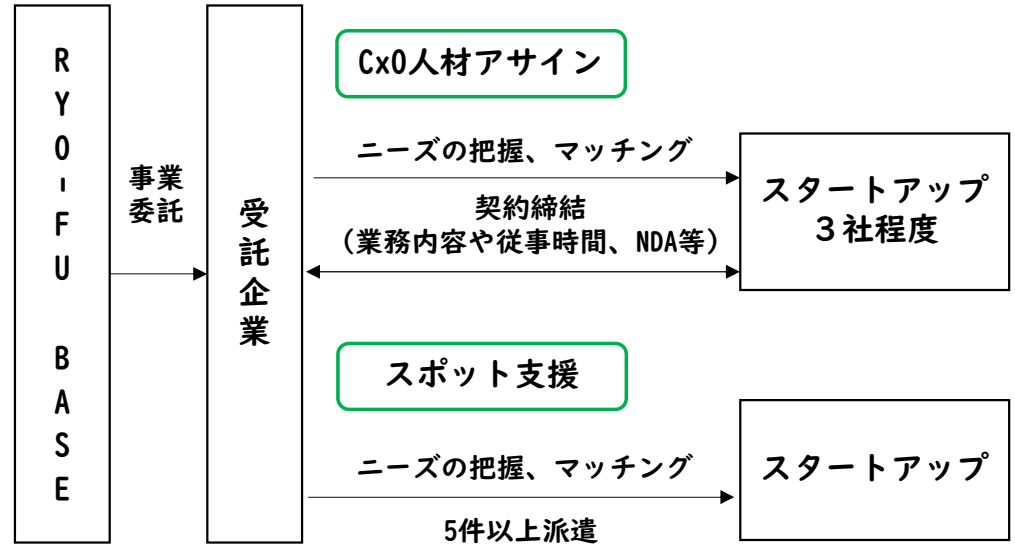 RYO-FU BASE
事業
委託
受託企業
CxO人材アサイン
ニーズの把握、マッチング
契約締結
（業務内容や従事時間、NDA等）
スタートアップ
３社程度
スポット支援
ニーズの把握、マッチング
5件以上派遣
スタートアップ